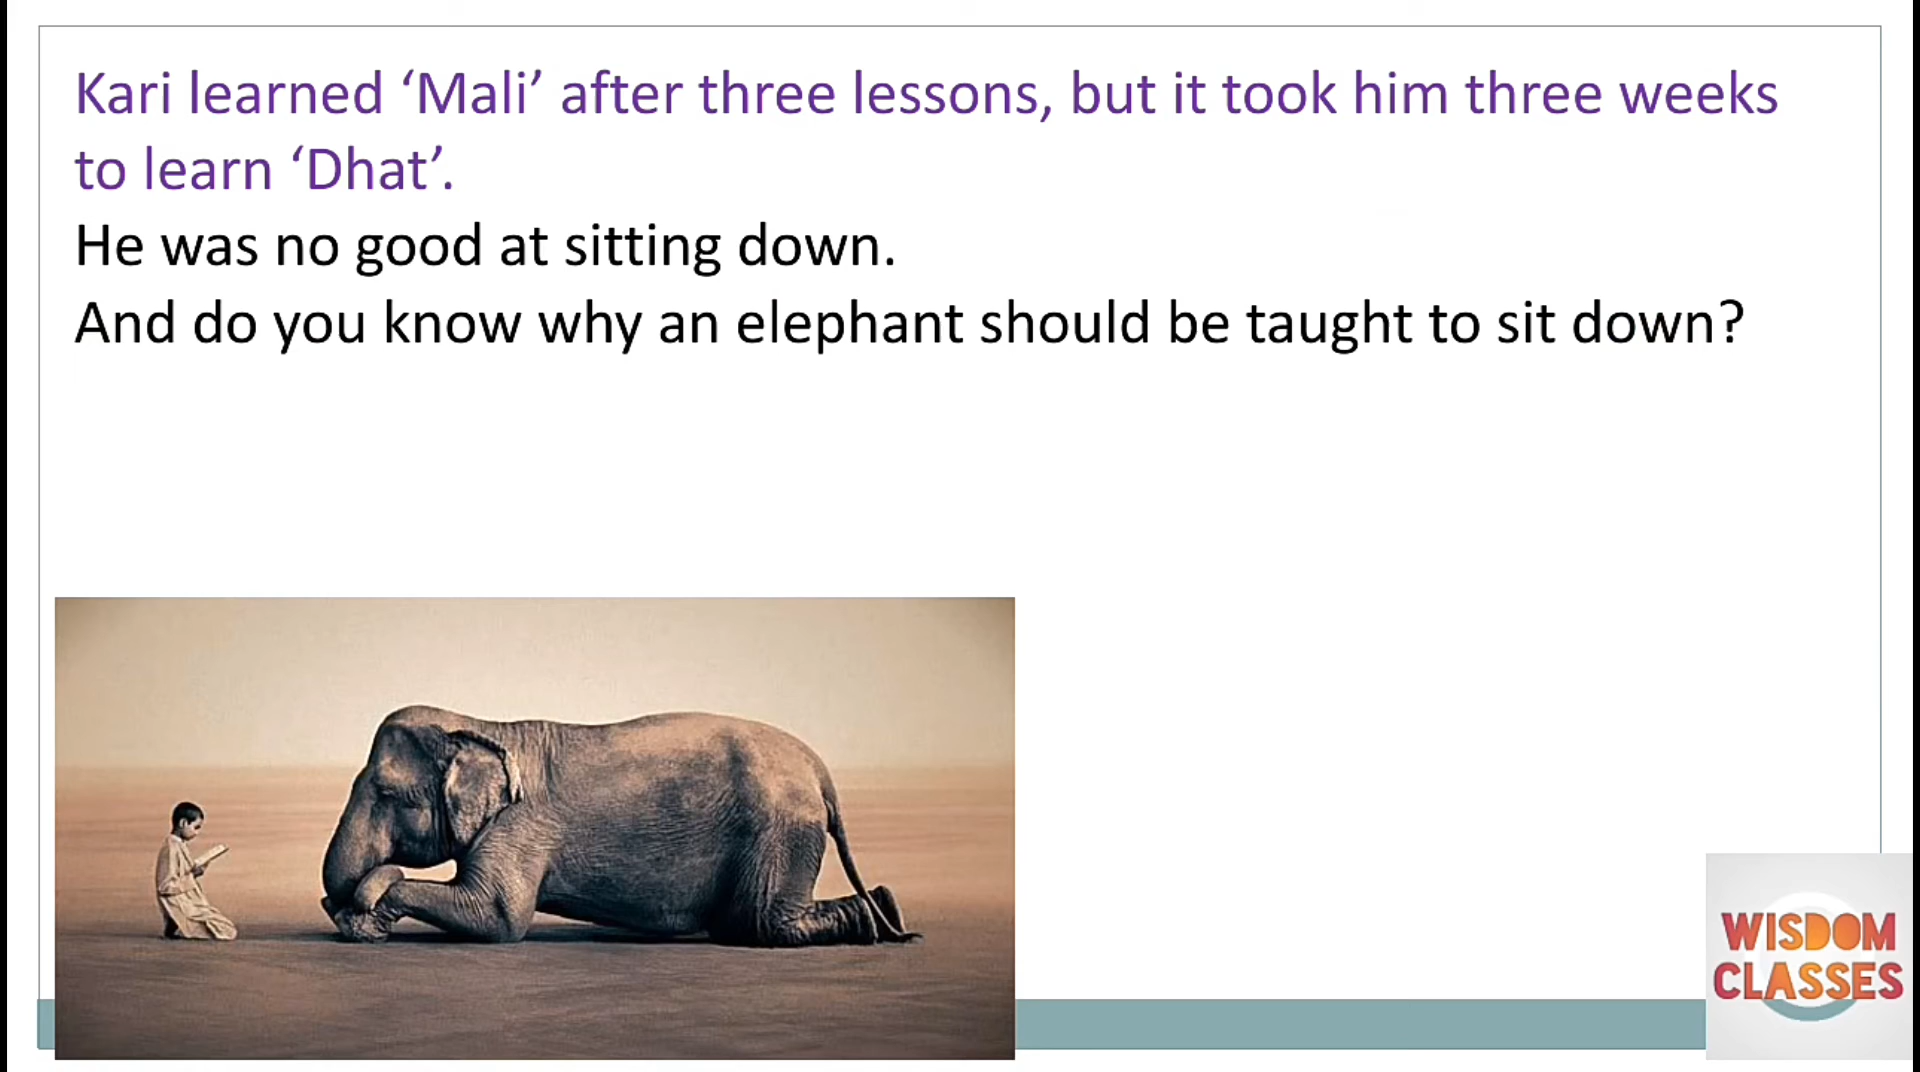 Kari learned ‘Mali’ after three lessons, but it took him three weeks
to learn ‘Dhat’.
He was no good at sitting down.
And do you know why an elephant should be taught to sit down?
WISDOM
CLASSES